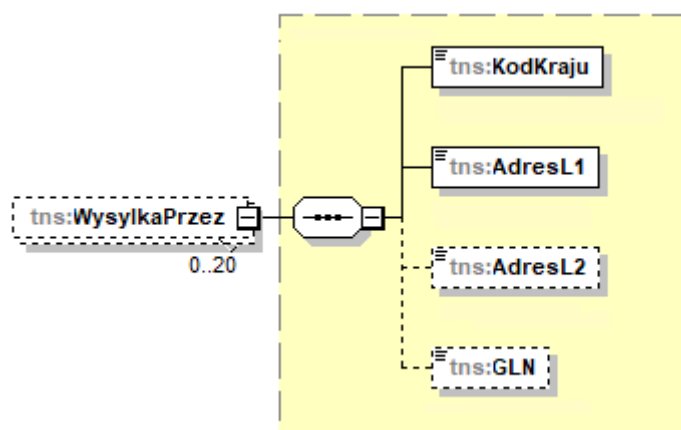 tns:KodKraju
tns:AdresL1
tns:WysylkaPrzez
0..20
tns:AdresL2
tns:GLN